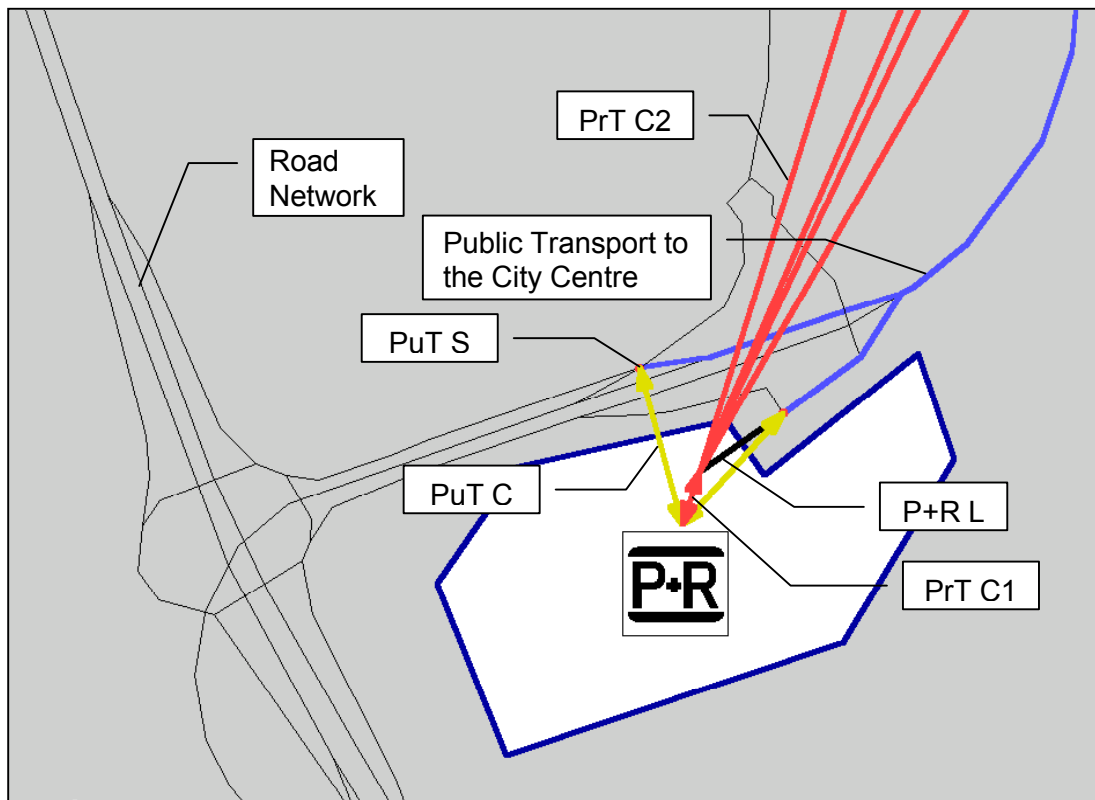 PrT C2
Road
Network
Public Transport to
the City Centre
PuT S
PuT C
P+R L
P+R
PrT C1